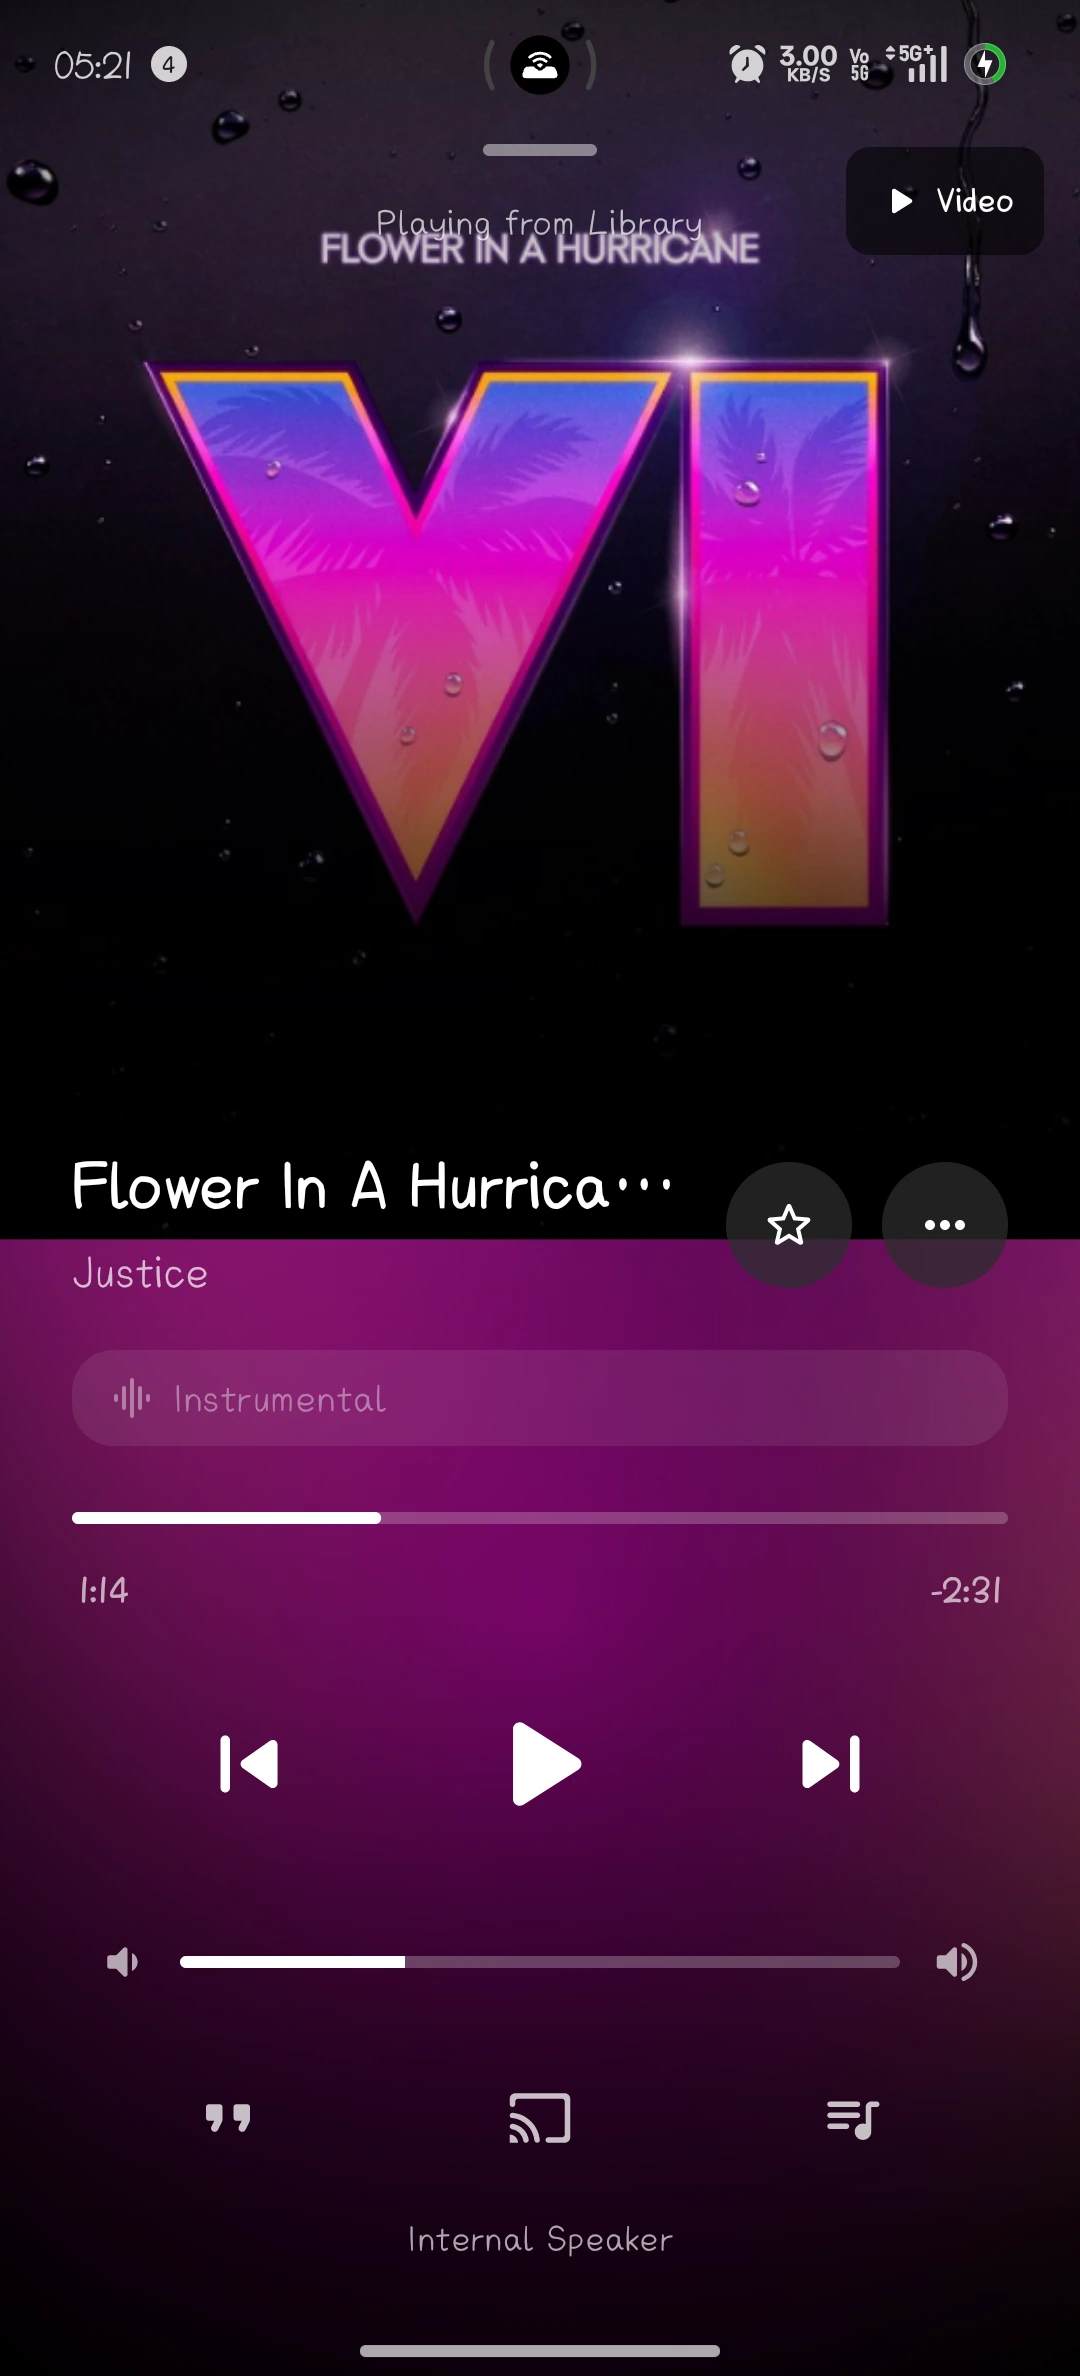 05:21 4 3.00 KB/S Vo 5G 5G+
Video
Playing from Library
FLOWER IN A HURRICANE
VI
Flower In A Hurrica...
Justice
Instrumental
1:14 -2:31
Internal Speaker